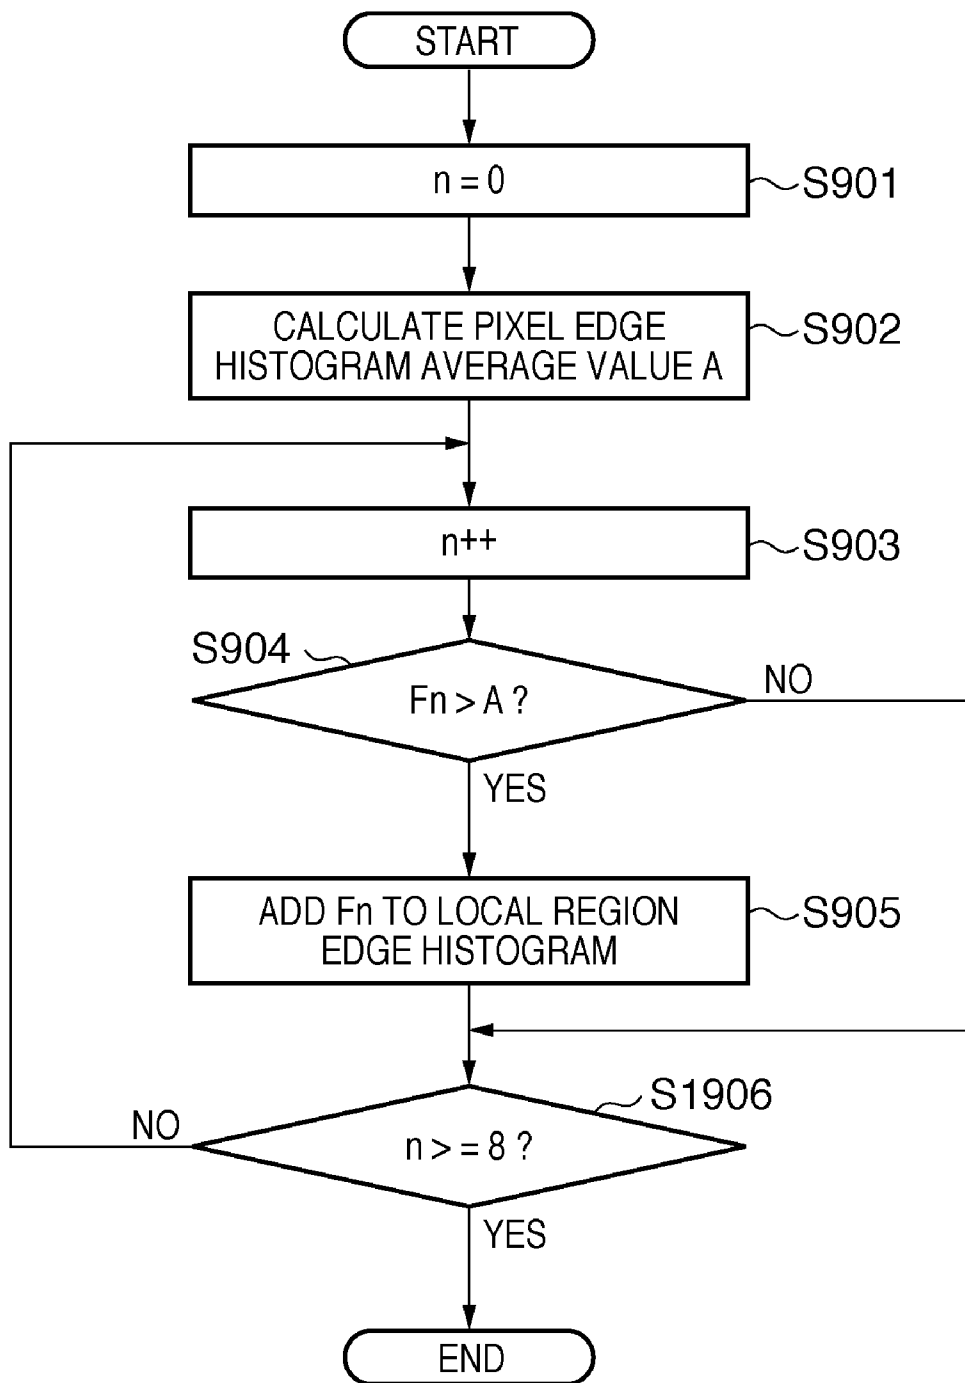 START
n = 0
S901
CALCULATE PIXEL EDGE
HISTOGRAM AVERAGE VALUE A
S902
n++
S903
S904
Fn > A ?
NO
YES
ADD Fn TO LOCAL REGION
EDGE HISTOGRAM
S905
S1906
NO
n > = 8 ?
YES
END